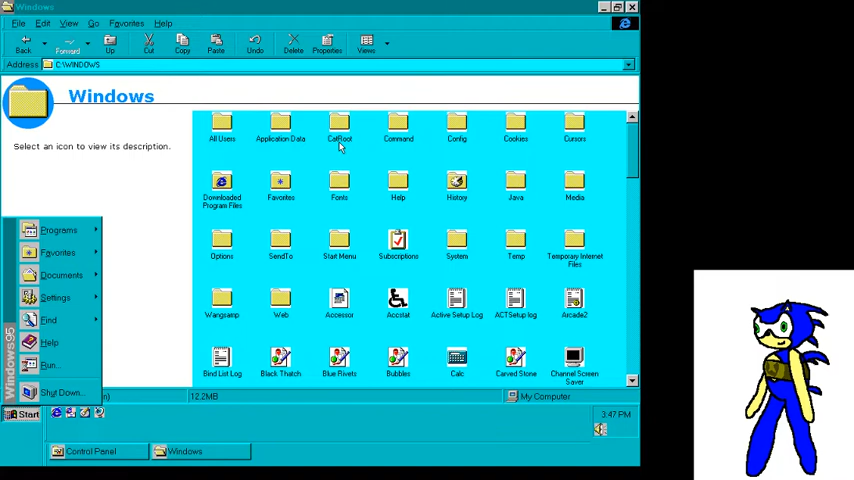 Windows
File Edit View Go Favorites Help
Back Forward Up Cut Copy Paste Undo Delete Properties Views
Address C:\WINDOWS
Windows
Select an icon to view its description.
All Users Application Data CatRoot Command Config Cookies Cursors
Downloaded Program Files Favorites Fonts Help History Java Media
Options SendTo Start Menu Subscriptions System Temp Temporary Internet Files
Wangsamp Web Accessor Accstat Active Setup Log ACTSetup log Arcade2
Bind List Log Black Thatch Blue Rivets Bubbles Calc Carved Stone Channel Screen Saver
Programs
Favorites
Documents
Settings
Find
Help
Run...
Shut Down...
Windows95
12.2MB My Computer
Start 3:47 PM
Control Panel Windows